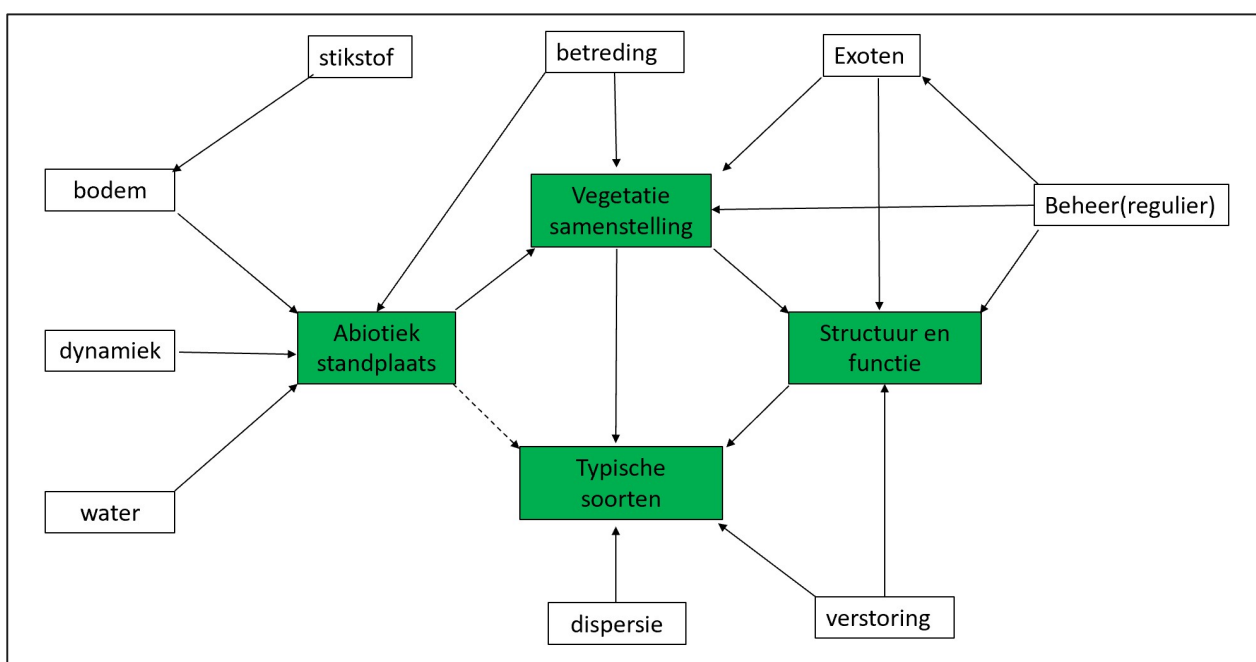 stikstof
betreding
Exoten
bodem
Vegetatie
samenstelling
Beheer(regulier)
dynamiek
Abiotiek
standplaats
Structuur en
functie
water
Typische
soorten
dispersie
verstoring